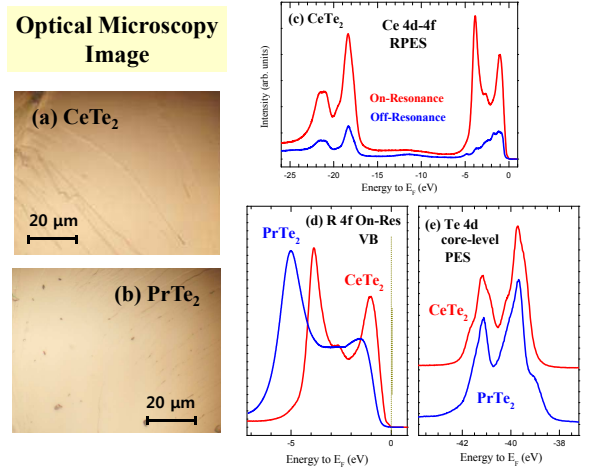 Optical Microscopy
Image
(a) CeTe2
20 µm
(b) PrTe2
20 µm
(c) CeTe2
Ce 4d-4f
RPES
On-Resonance
Off-Resonance
Intensity (arb. units)
-25 -20 -15 -10 -5 0
Energy to EF (eV)
(d) R 4f On-Res
VB
PrTe2
CeTe2
-5 0
Energy to EF (eV)
(e) Te 4d
core-level
PES
CeTe2
PrTe2
-42 -40 -38
Energy to EF (eV)